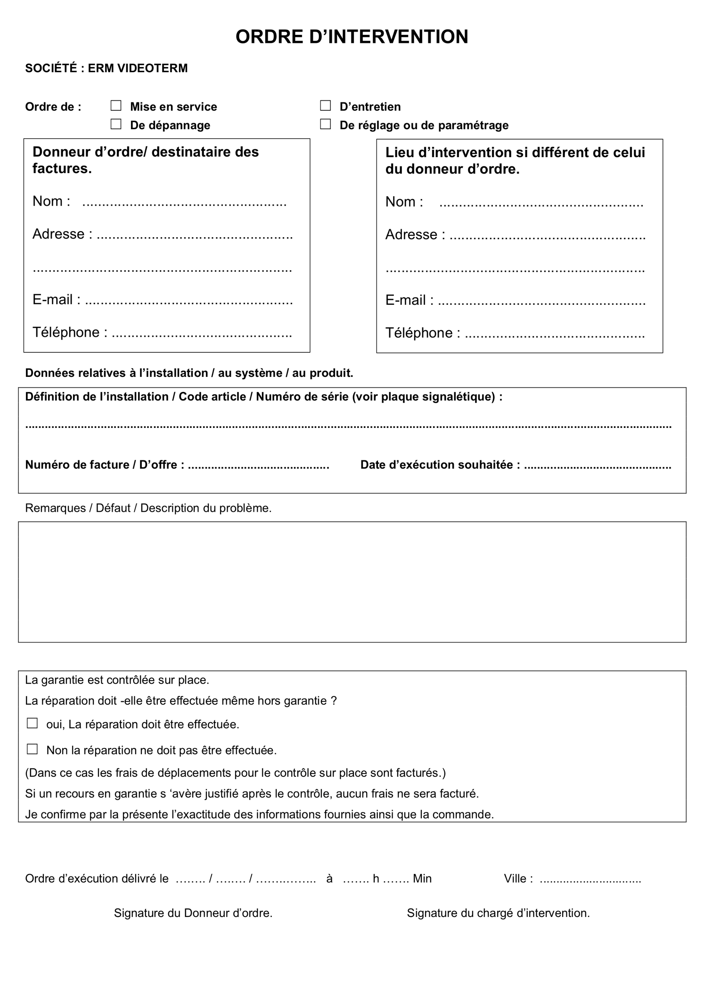 ORDRE D’INTERVENTION
SOCIÉTÉ : ERM VIDEOTERM
Ordre de : ☐ Mise en service ☐ D’entretien
☐ De dépannage ☐ De réglage ou de paramétrage
Donneur d’ordre/ destinataire des
factures.
Nom : ....................................................
Adresse : ..................................................
..................................................................
E-mail : .....................................................
Téléphone : ..............................................
Lieu d’intervention si différent de celui
du donneur d’ordre.
Nom : ....................................................
Adresse : ..................................................
..................................................................
E-mail : .....................................................
Téléphone : ..............................................
Données relatives à l’installation / au système / au produit.
Définition de l’installation / Code article / Numéro de série (voir plaque signalétique) :
....................................................................................................................................................................................................
Numéro de facture / D’offre : ........................................... Date d’exécution souhaitée : .............................................
Remarques / Défaut / Description du problème.
La garantie est contrôlée sur place.
La réparation doit -elle être effectuée même hors garantie ?
☐ oui, La réparation doit être effectuée.
☐ Non la réparation ne doit pas être effectuée.
(Dans ce cas les frais de déplacements pour le contrôle sur place sont facturés.)
Si un recours en garantie s ‘avère justifié après le contrôle, aucun frais ne sera facturé.
Je confirme par la présente l’exactitude des informations fournies ainsi que la commande.
Ordre d’exécution délivré le …….. / …….. / …….……... à ……. h ……. Min Ville : ..............................
Signature du Donneur d’ordre. Signature du chargé d’intervention.